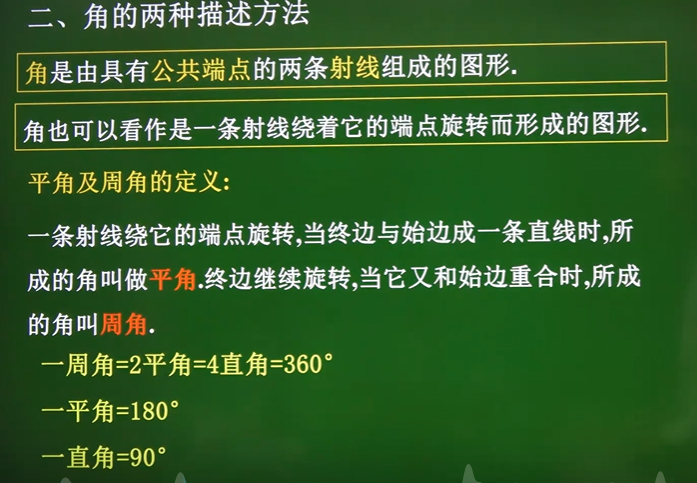 二、角的两种描述方法
角是由具有公共端点的两条射线组成的图形.
角也可以看作是一条射线绕着它的端点旋转而形成的图形.
平角及周角的定义:
一条射线绕它的端点旋转,当终边与始边成一条直线时,所
成的角叫做平角.终边继续旋转,当它又和始边重合时,所成
的角叫周角.
一周角=2平角=4直角=360°
一平角=180°
一直角=90°